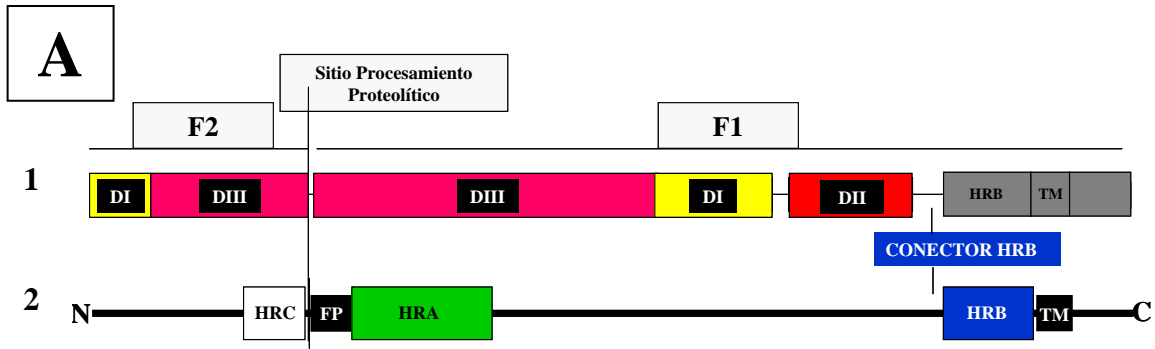 A
Sitio Procesamiento
Proteolítico
F2
F1
1
DI
DIII
DIII
DI
DII
HRB
TM
CONECTOR HRB
2
N
HRC
FP
HRA
HRB
TM
C